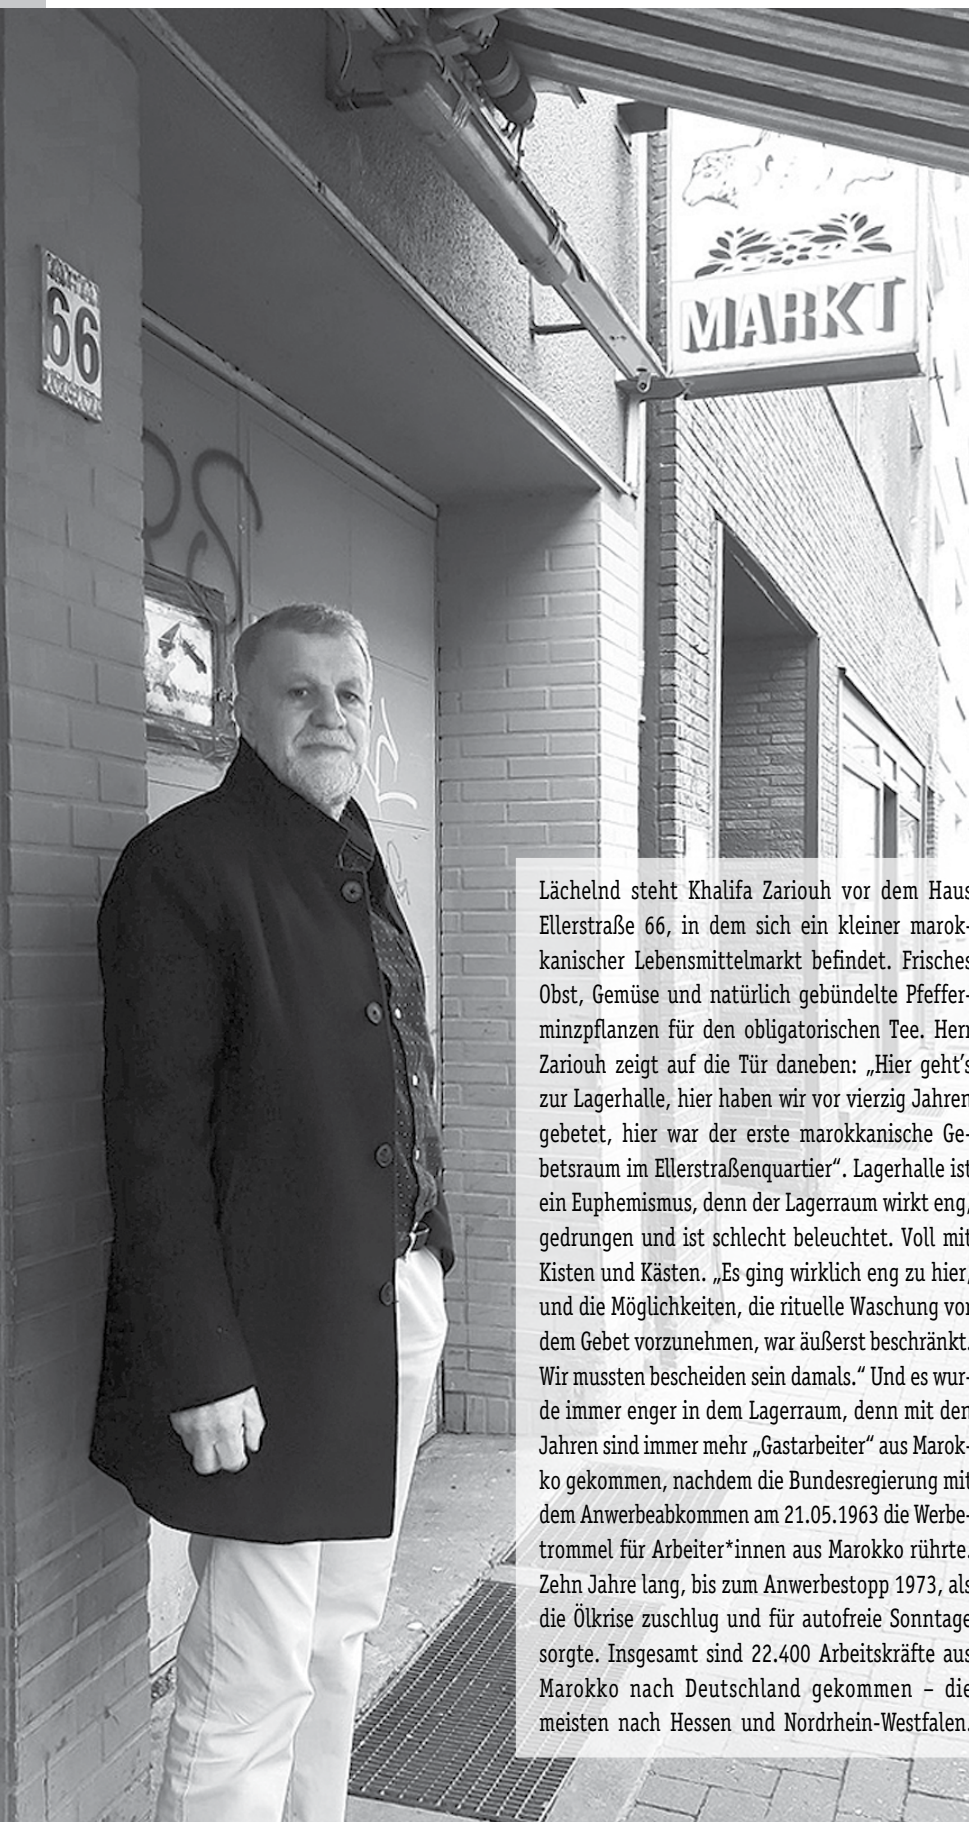 66
MARKT
Lächelnd steht Khalifa Zariouh vor dem Haus
Ellerstraße 66, in dem sich ein kleiner marok-
kanischer Lebensmittelmarkt befindet. Frisches
Obst, Gemüse und natürlich gebündelte Pfeffer-
minzpflanzen für den obligatorischen Tee. Herr
Zariouh zeigt auf die Tür daneben: „Hier geht’s
zur Lagerhalle, hier haben wir vor vierzig Jahren
gebetet, hier war der erste marokkanische Ge-
betsraum im Ellerstraßenquartier“. Lagerhalle ist
ein Euphemismus, denn der Lagerraum wirkt eng,
gedrungen und ist schlecht beleuchtet. Voll mit
Kisten und Kästen. „Es ging wirklich eng zu hier,
und die Möglichkeiten, die rituelle Waschung vor
dem Gebet vorzunehmen, war äußerst beschränkt.
Wir mussten bescheiden sein damals.“ Und es wur-
de immer enger in dem Lagerraum, denn mit den
Jahren sind immer mehr „Gastarbeiter“ aus Marok-
ko gekommen, nachdem die Bundesregierung mit
dem Anwerbeabkommen am 21.05.1963 die Werbe-
trommel für Arbeiter*innen aus Marokko rührte.
Zehn Jahre lang, bis zum Anwerbestopp 1973, als
die Ölkrise zuschlug und für autofreie Sonntage
sorgte. Insgesamt sind 22.400 Arbeitskräfte aus
Marokko nach Deutschland gekommen – die
meisten nach Hessen und Nordrhein-Westfalen.